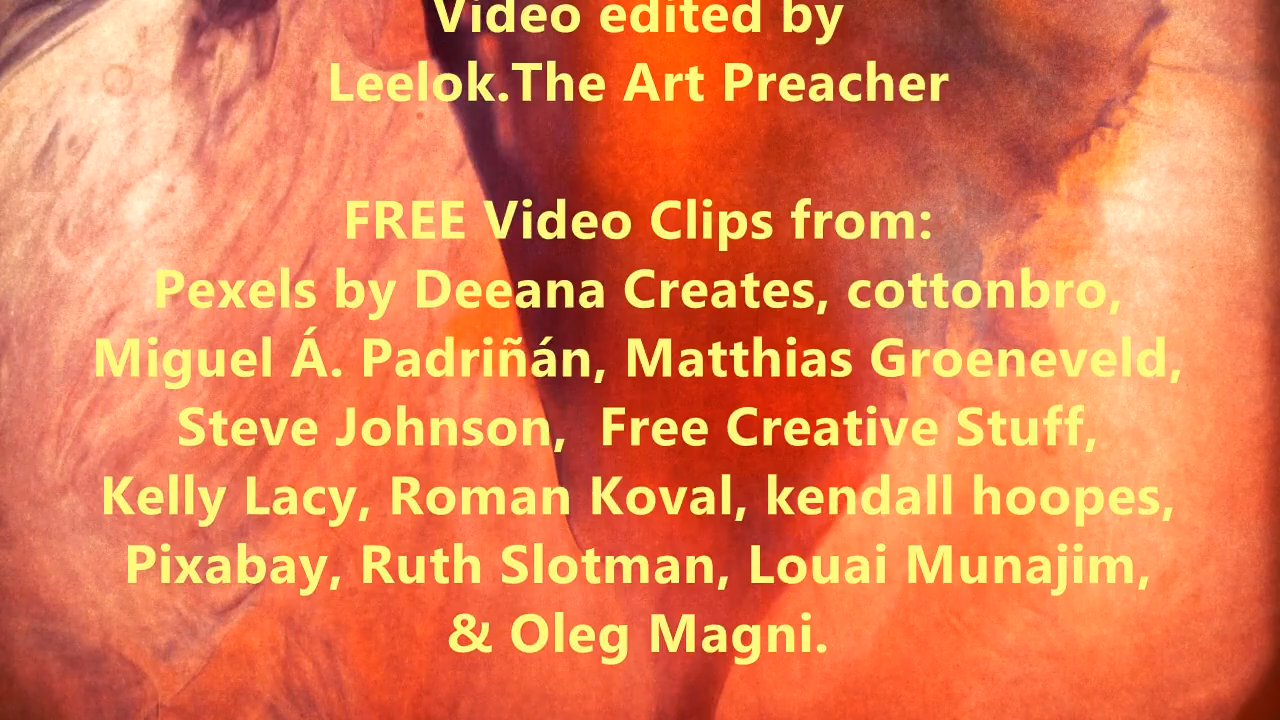 Video edited by
Leelok.The Art Preacher
FREE Video Clips from:
Pexels by Deeana Creates, cottonbro,
Miguel Á. Padriñán, Matthias Groeneveld,
Steve Johnson,  Free Creative Stuff,
Kelly Lacy, Roman Koval, kendall hoopes,
Pixabay, Ruth Slotman, Louai Munajim,
& Oleg Magni.